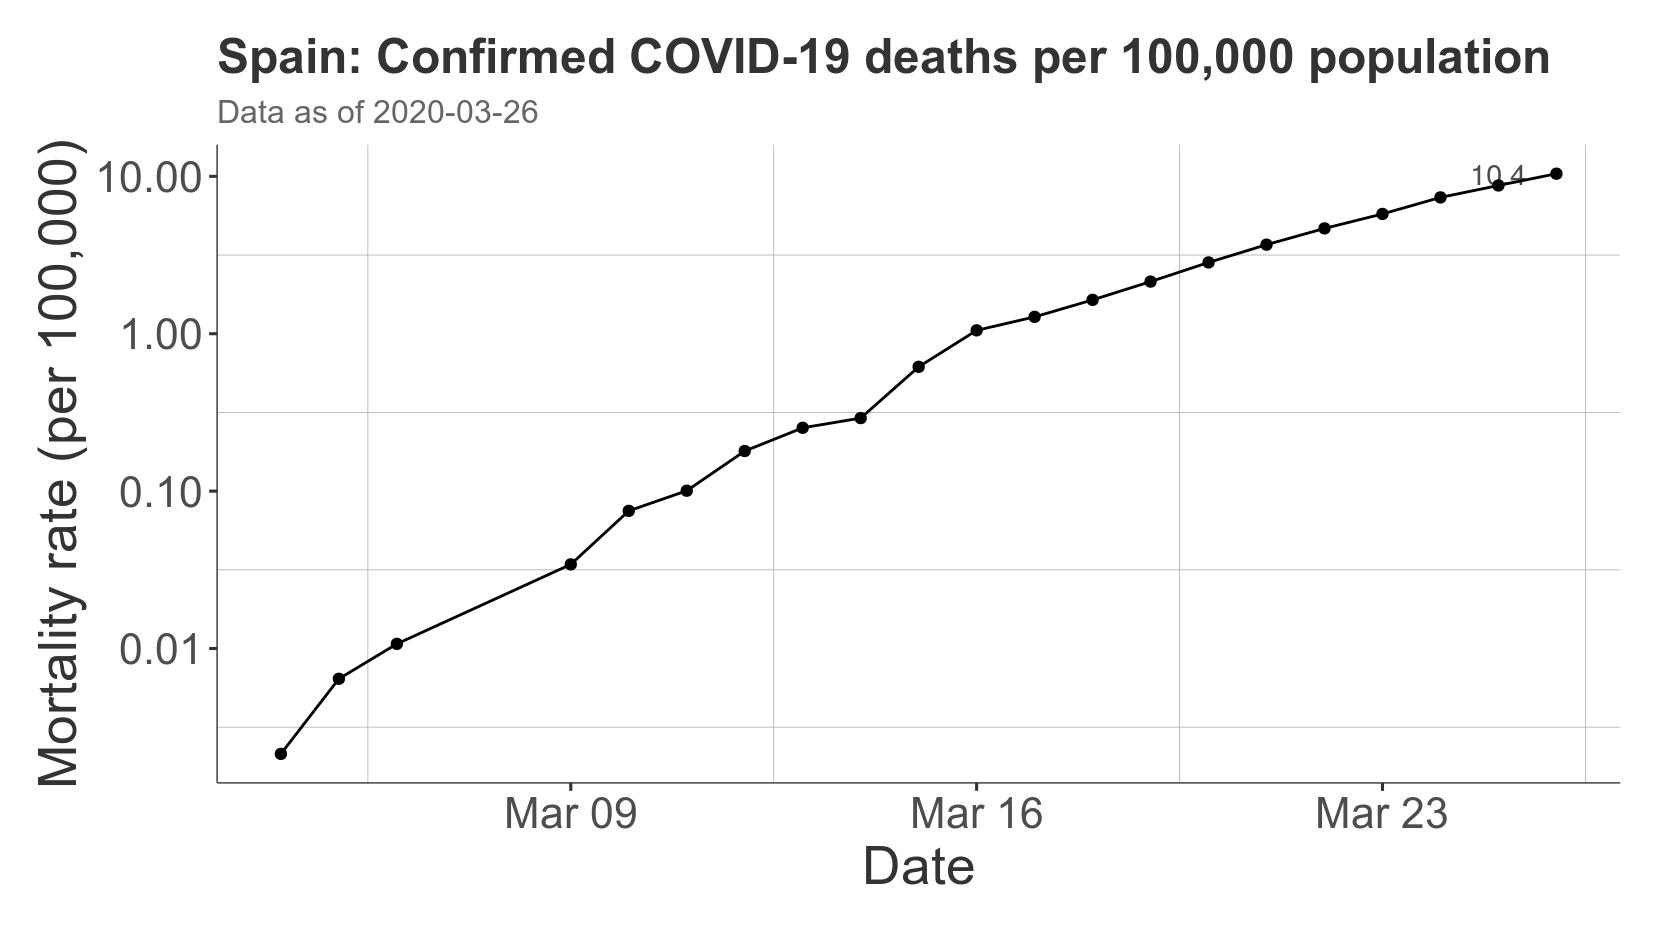 Spain: Confirmed COVID-19 deaths per 100,000 population
Data as of 2020-03-26
Mortality rate (per 100,000)
10.00
1.00
0.10
0.01
10.4
Mar 09
Mar 16
Mar 23
Date